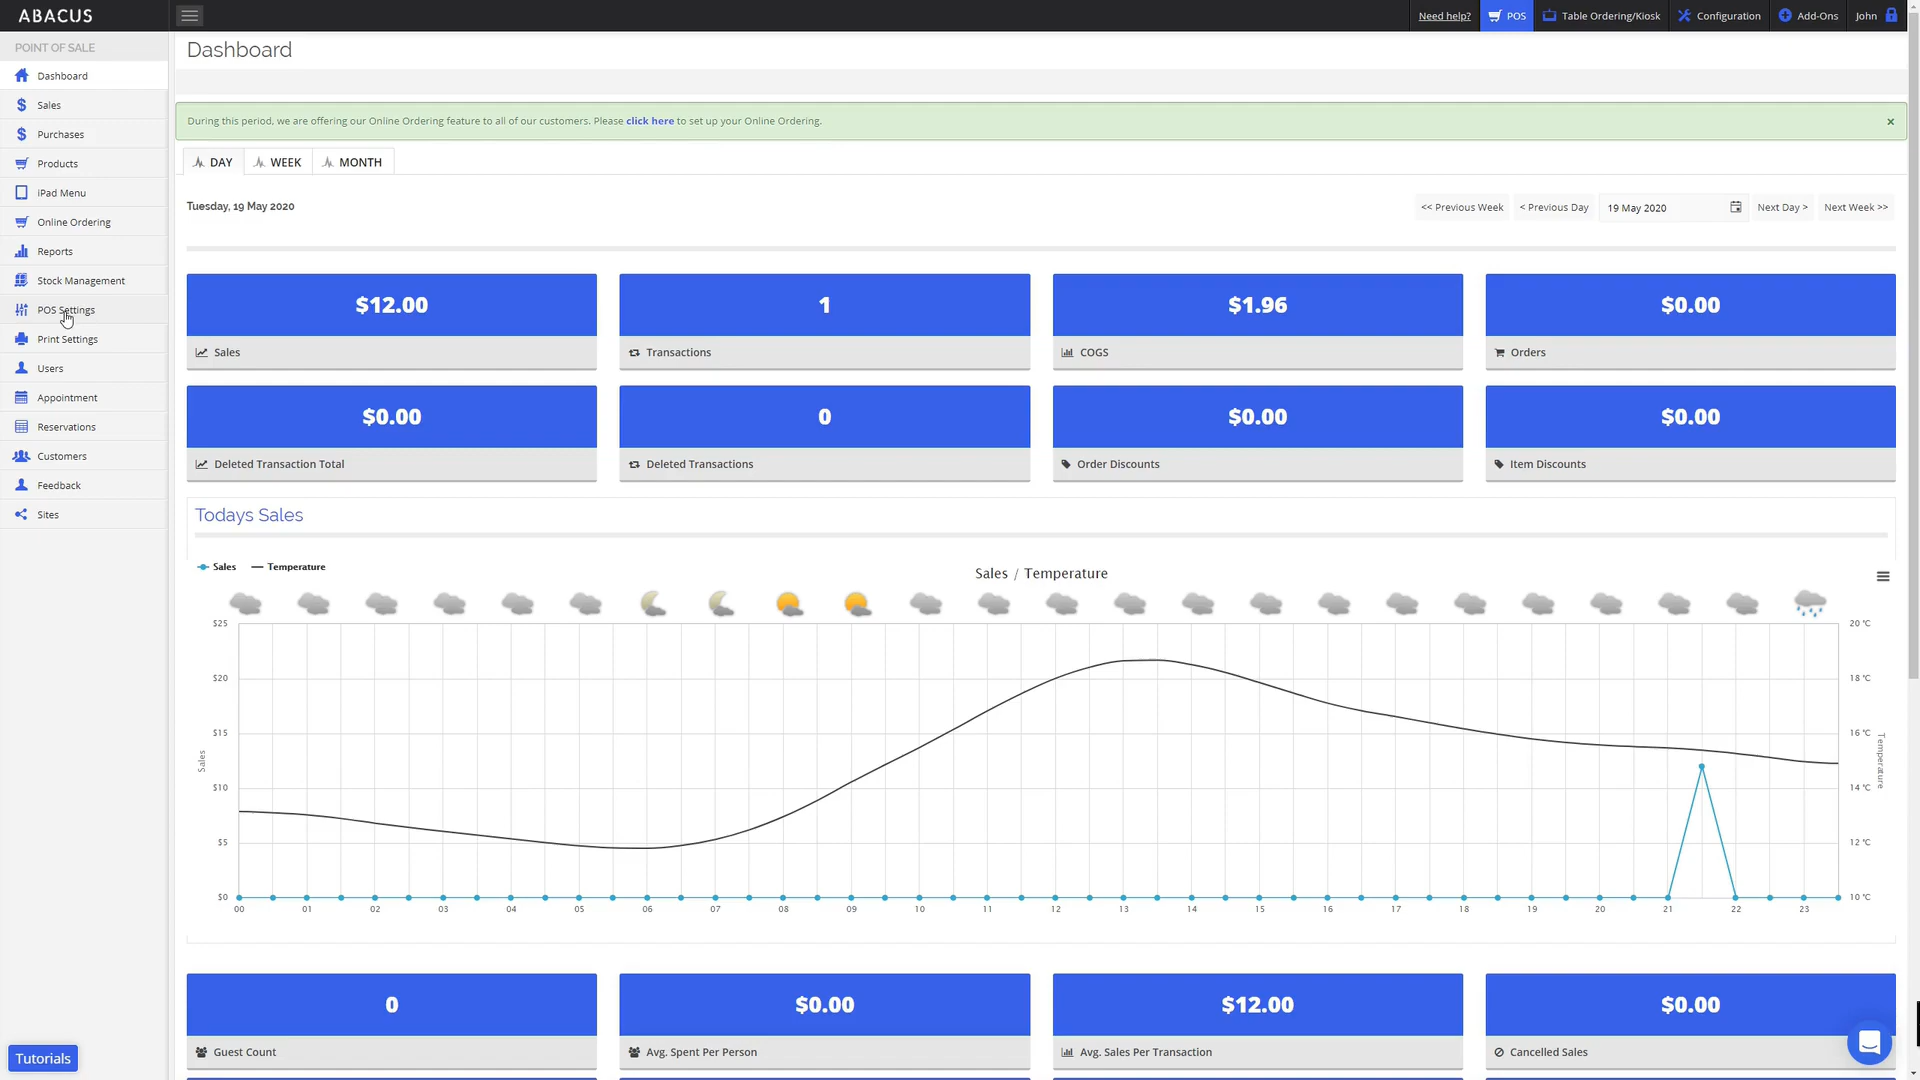 ABACUS
Need help?
POS
Table Ordering/Kiosk
Configuration
Add-Ons
John
POINT OF SALE
Dashboard
Sales
Purchases
Products
iPad Menu
Online Ordering
Reports
Stock Management
POS Settings
Print Settings
Users
Appointment
Reservations
Customers
Feedback
Sites
Tutorials
Dashboard
During this period, we are offering our Online Ordering feature to all of our customers. Please click here to set up your Online Ordering.
×
DAY WEEK MONTH
Tuesday, 19 May 2020
<< Previous Week < Previous Day 19 May 2020 Next Day > Next Week >>
$12.00 1 $1.96 $0.00
Sales Transactions COGS Orders
$0.00 0 $0.00 $0.00
Deleted Transaction Total Deleted Transactions Order Discounts Item Discounts
Todays Sales
Sales Temperature
Sales / Temperature
$25 20 °C
$20 18 °C
$15 16 °C
Sales Temperature
$10 14 °C
$5 12 °C
$0 10 °C
00 01 02 03 04 05 06 07 08 09 10 11 12 13 14 15 16 17 18 19 20 21 22 23
0 $0.00 $12.00 $0.00
Guest Count Avg. Spent Per Person Avg. Sales Per Transaction Cancelled Sales